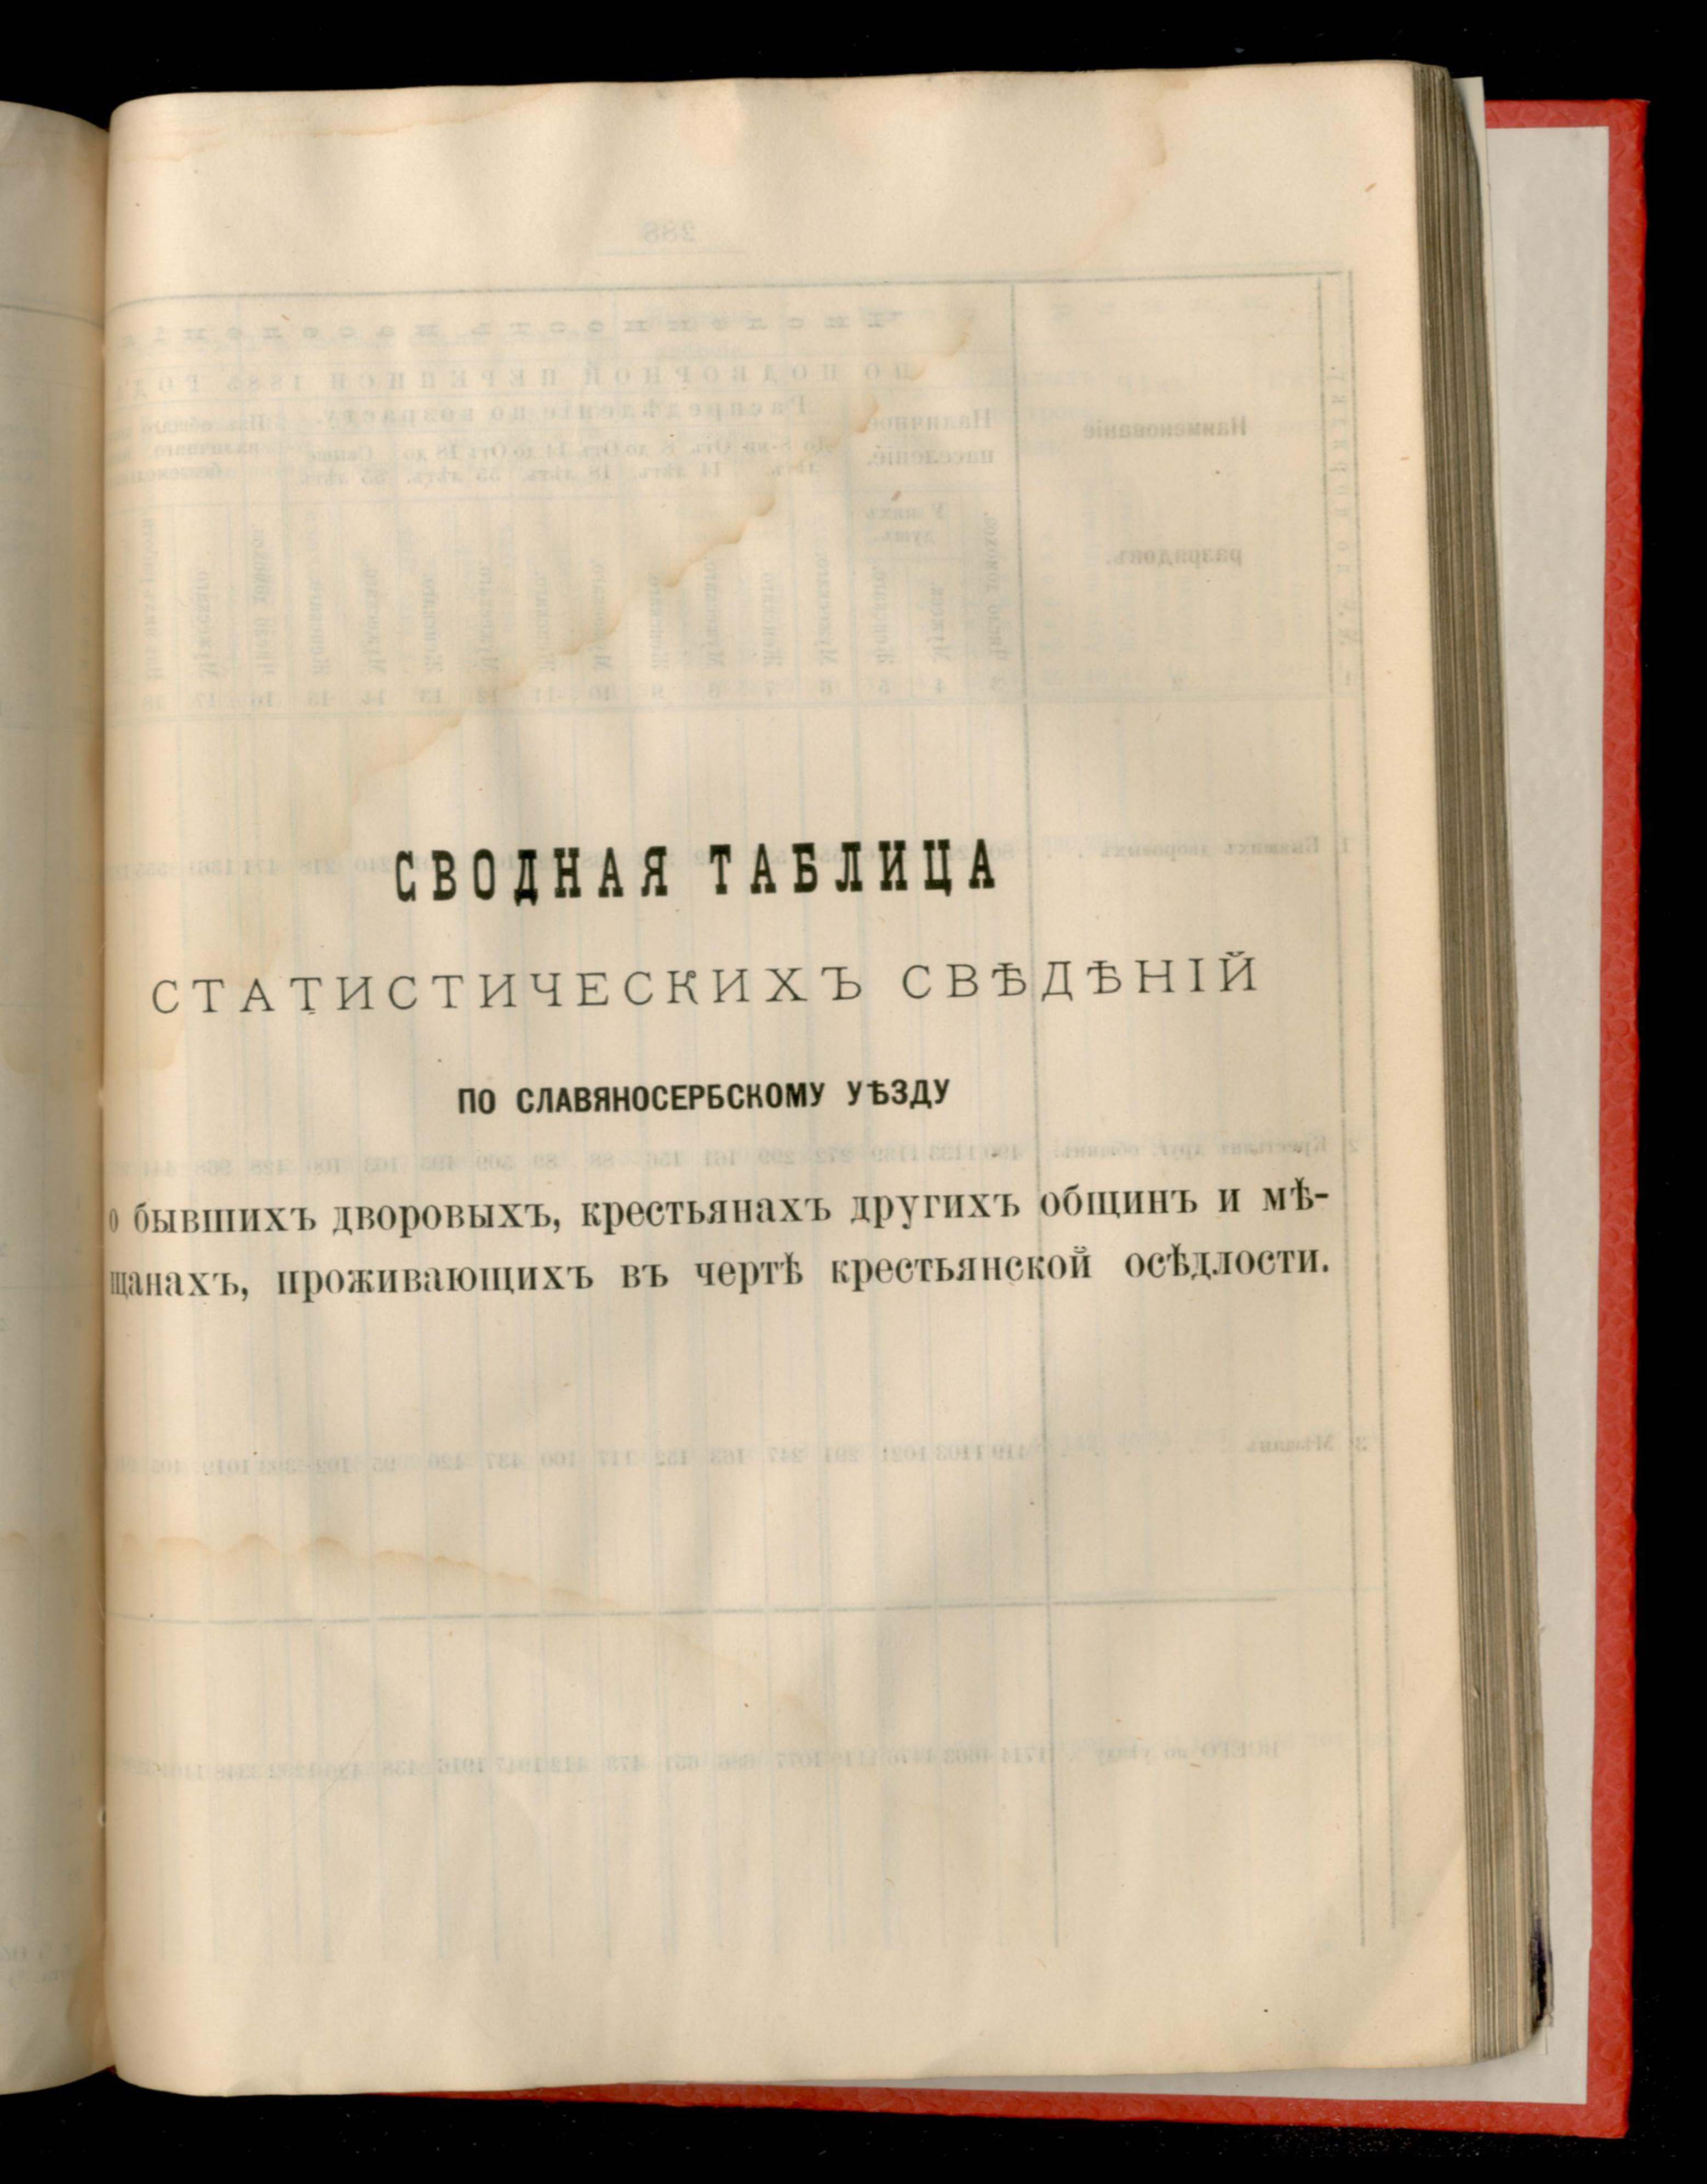 СВОДНАЯ ТАБЛИЦА
СТАТИСТИЧЕСКИХЪ СВѢДѢНІЙ
ПО СЛАВЯНОСЕРБСКОМУ УѢЗДУ
о бывшихъ дворовыхъ, крестьянахъ другихъ общинъ и мѣ-
щанахъ, проживающихъ въ чертѣ крестьянской осѣдлости.